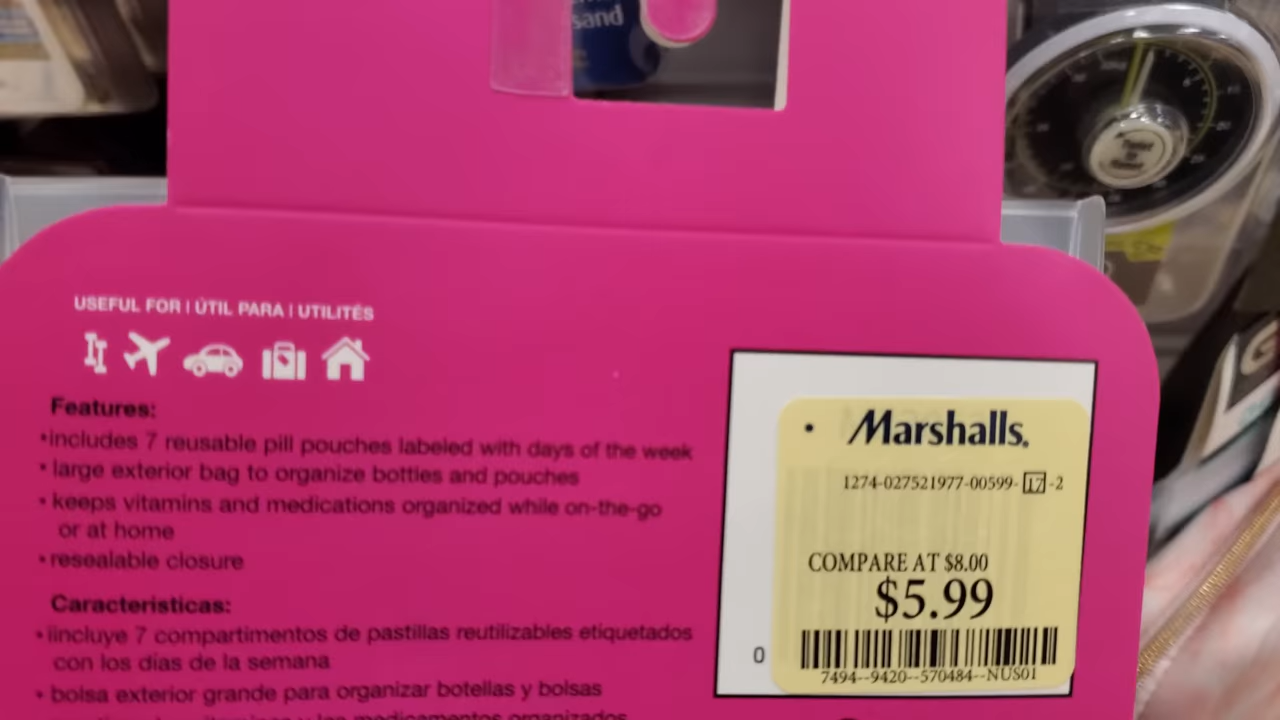 sand
USEFUL FOR | ÚTIL PARA | UTILITÉS
Features:
•includes 7 reusable pill pouches labeled with days of the week
• large exterior bag to organize bottles and pouches
• keeps vitamins and medications organized while on-the-go
or at home
• resealable closure
Caracteristicas:
• iincluye 7 compartimentos de pastillas reutilizables etiquetados
con los días de la semana
• bolsa exterior grande para organizar botellas y bolsas
medicamentos organizados
Marshalls.
1274-027521977-00599-17-2
COMPARE AT $8.00
$5.99
0
7494--9420--570484--NUS01